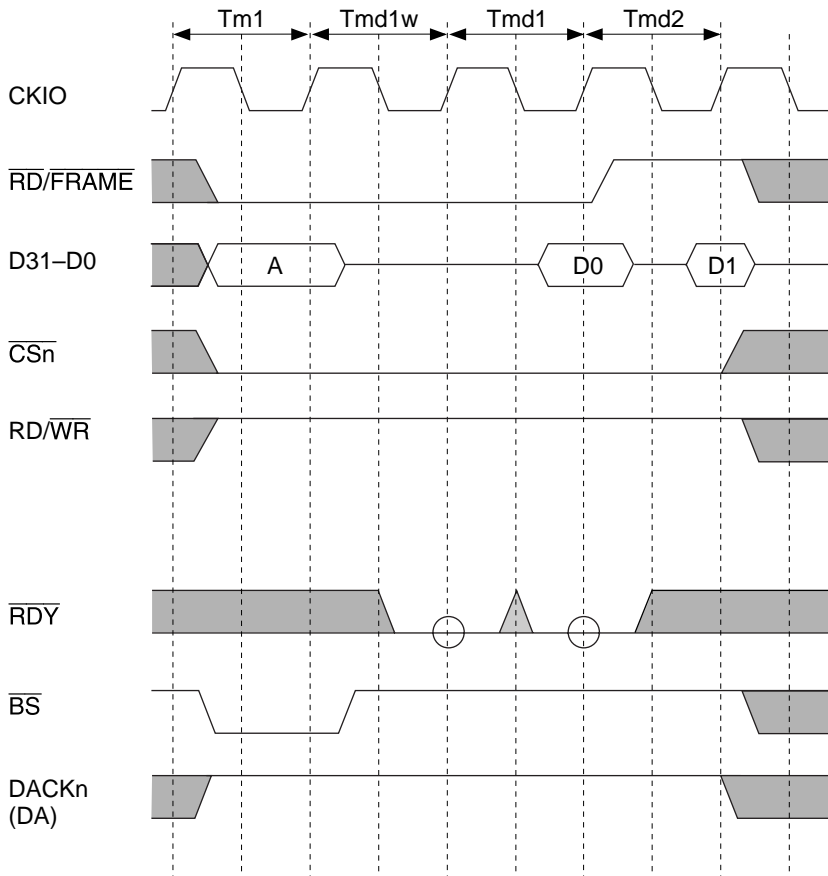 Tm1 Tmd1w Tmd1 Tmd2
CKIO
RD/FRAME
D31–D0 A D0 D1
CSn
RD/WR
RDY
BS
DACKn
(DA)